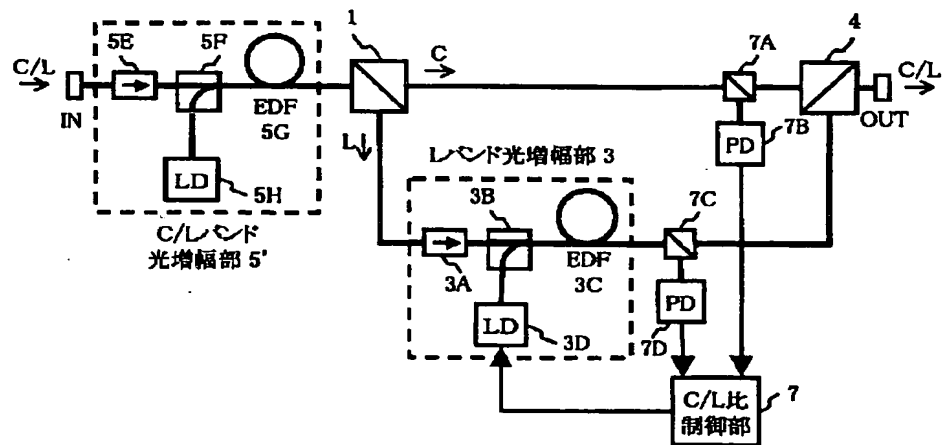 5E
5F
1
7A
4
C/L
C
C/L
IN
EDF
5G
OUT
7B
PD
L
Lバンド光増幅部 3
LD
5H
3B
7C
C/Lバンド
光増幅部 5'
3A
EDF
3C
PD
LD
3D
7D
C/L比
制御部
7